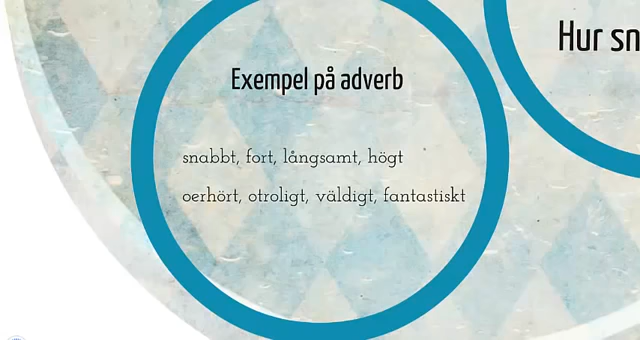 Exempel på adverb
Hur sn
snabbt, fort, långsamt, högt
oerhört, otroligt, väldigt, fantastiskt